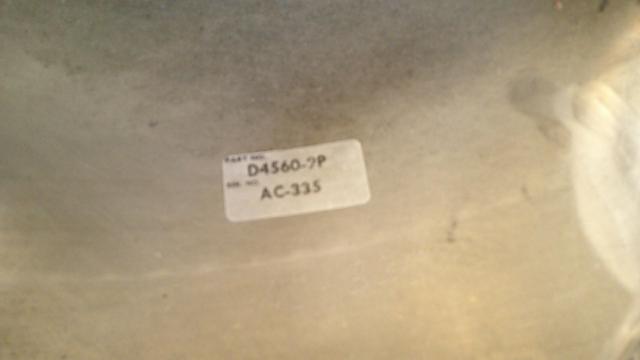 PART NO.
D4560-9P
SER. NO.
AC-335